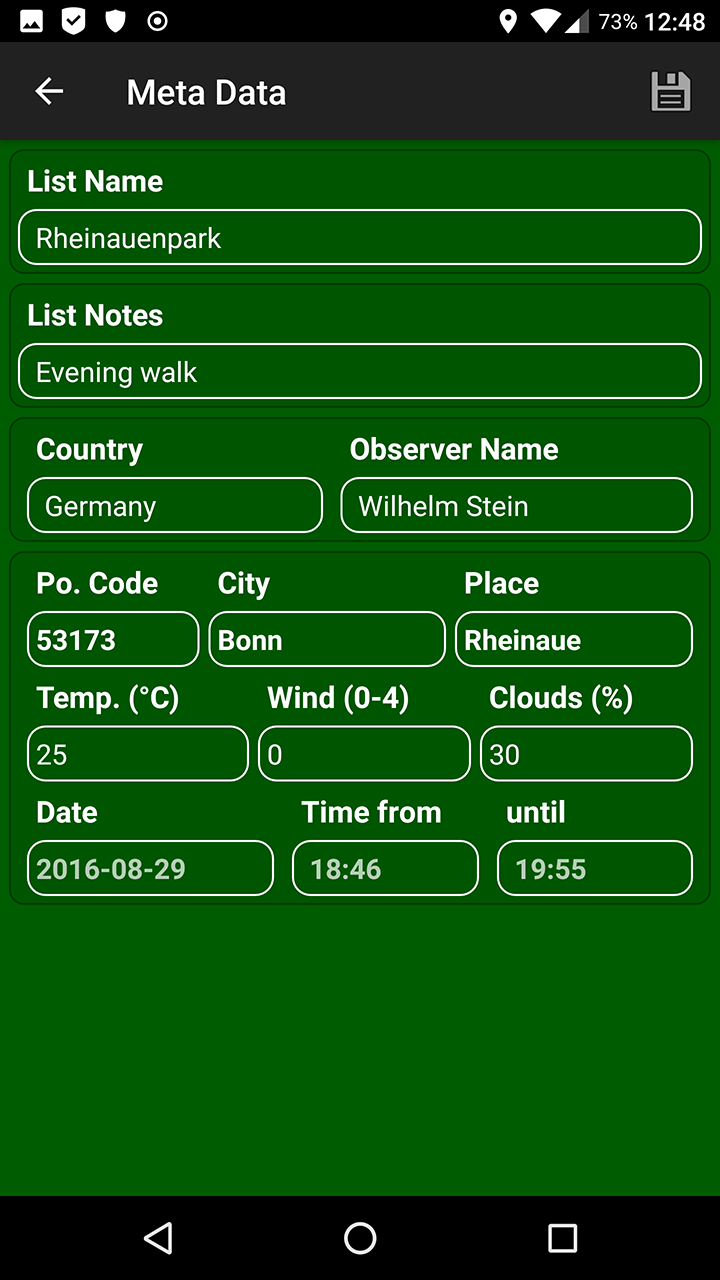 73% 12:48
Meta Data
List Name
Rheinauenpark
List Notes
Evening walk
Country Observer Name
Germany Wilhelm Stein
Po. Code City Place
53173 Bonn Rheinaue
Temp. (°C) Wind (0-4) Clouds (%)
25 0 30
Date Time from until
2016-08-29 18:46 19:55